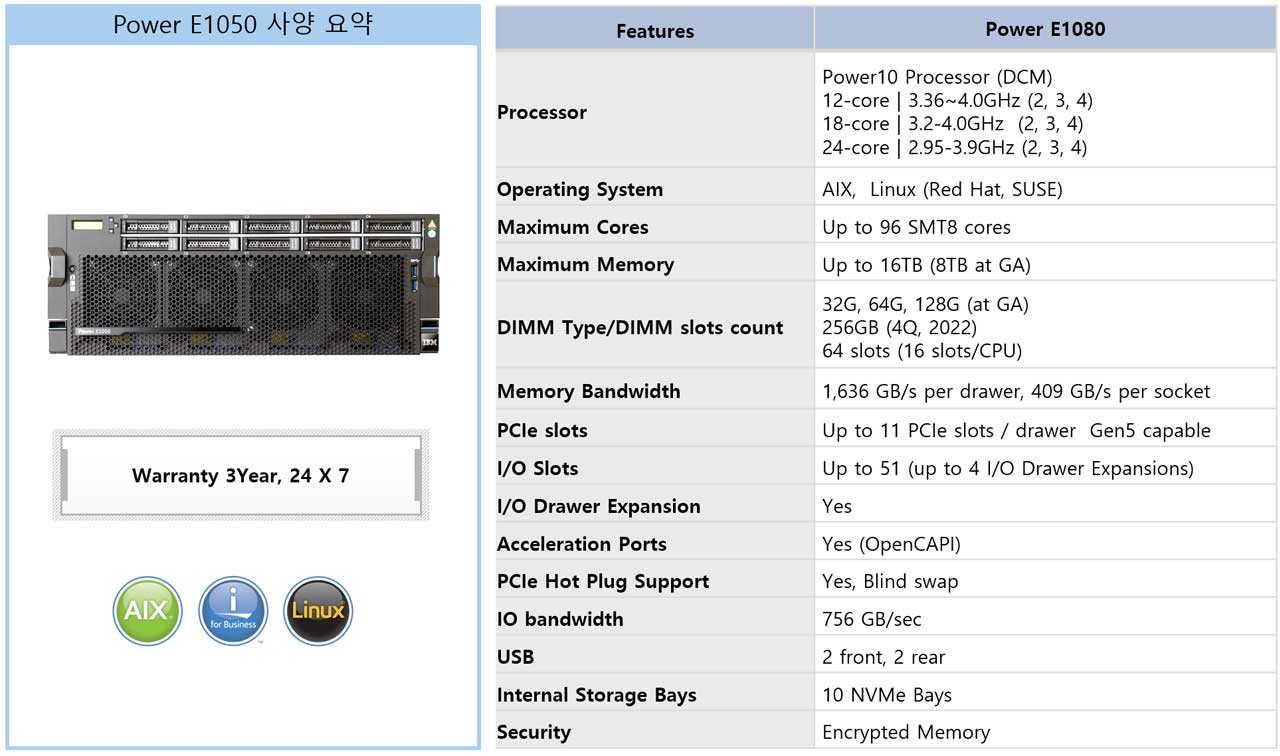 Power E1050 사양 요약
Power E1050
IBM
Warranty 3Year, 24 X 7
AIX
i
for Business
TM
Linux
Features
Power E1080
Processor
Power10 Processor (DCM)
12-core | 3.36~4.0GHz (2, 3, 4)
18-core | 3.2-4.0GHz  (2, 3, 4)
24-core | 2.95-3.9GHz (2, 3, 4)
Operating System
AIX,  Linux (Red Hat, SUSE)
Maximum Cores
Up to 96 SMT8 cores
Maximum Memory
Up to 16TB (8TB at GA)
DIMM Type/DIMM slots count
32G, 64G, 128G (at GA)
256GB (4Q, 2022)
64 slots (16 slots/CPU)
Memory Bandwidth
1,636 GB/s per drawer, 409 GB/s per socket
PCIe slots
Up to 11 PCIe slots / drawer  Gen5 capable
I/O Slots
Up to 51 (up to 4 I/O Drawer Expansions)
I/O Drawer Expansion
Yes
Acceleration Ports
Yes (OpenCAPI)
PCIe Hot Plug Support
Yes, Blind swap
IO bandwidth
756 GB/sec
USB
2 front, 2 rear
Internal Storage Bays
10 NVMe Bays
Security
Encrypted Memory